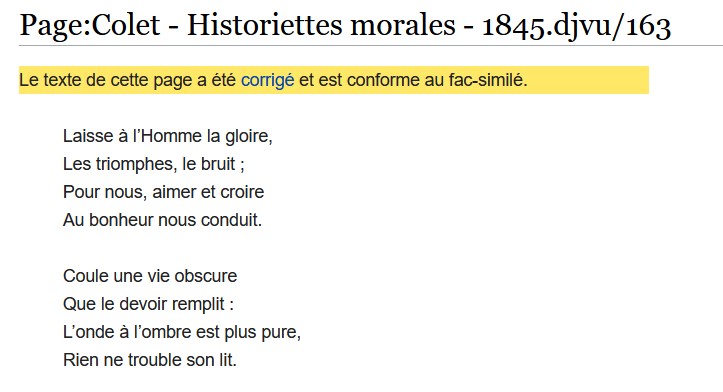 Page:Colet - Historiettes morales - 1845.djvu/163
Le texte de cette page a été corrigé et est conforme au fac-similé.
Laisse à l’Homme la gloire,
Les triomphes, le bruit ;
Pour nous, aimer et croire
Au bonheur nous conduit.
Coule une vie obscure
Que le devoir remplit :
L’onde à l’ombre est plus pure,
Rien ne trouble son lit.